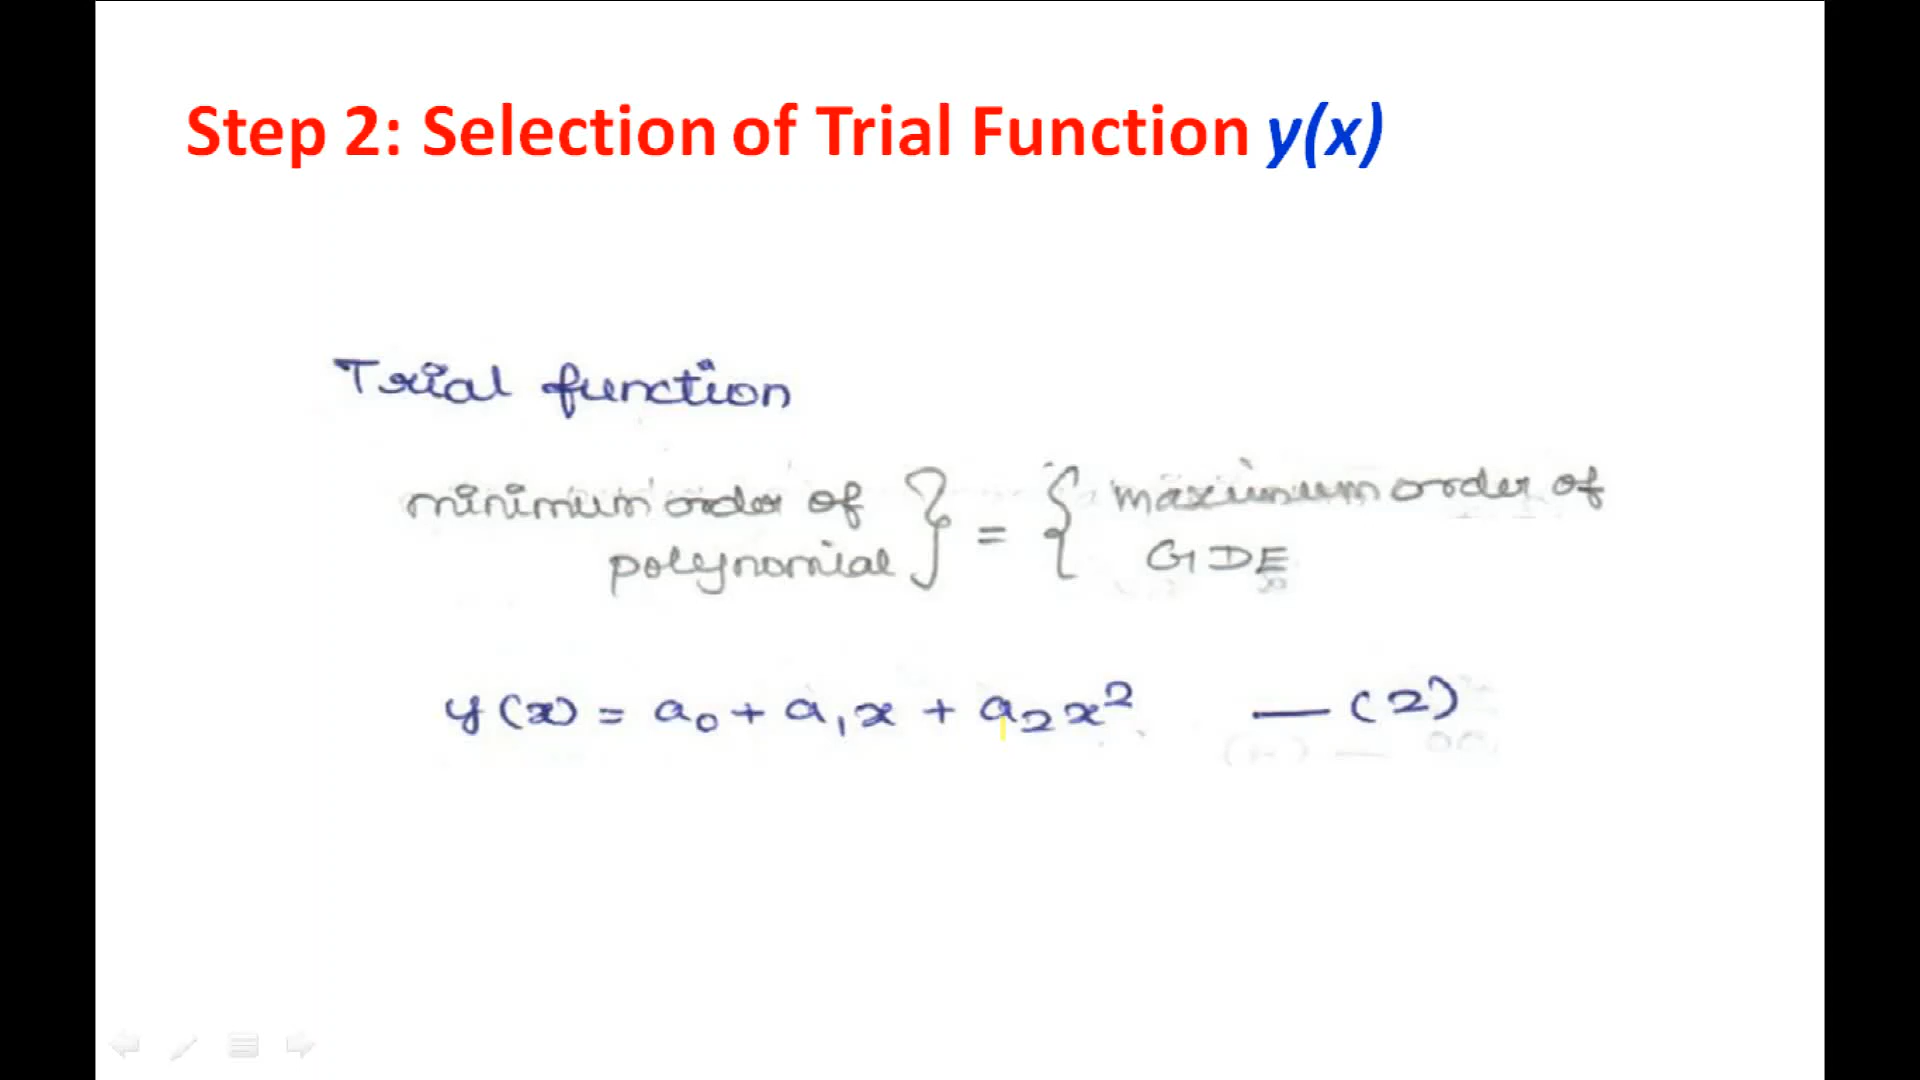 Step 2: Selection of Trial Function y(x)
Trial function
minimum order of } = { maximum order of
polynomial GDE
y(x) = a₀ + a₁x + a₂x² — (2)